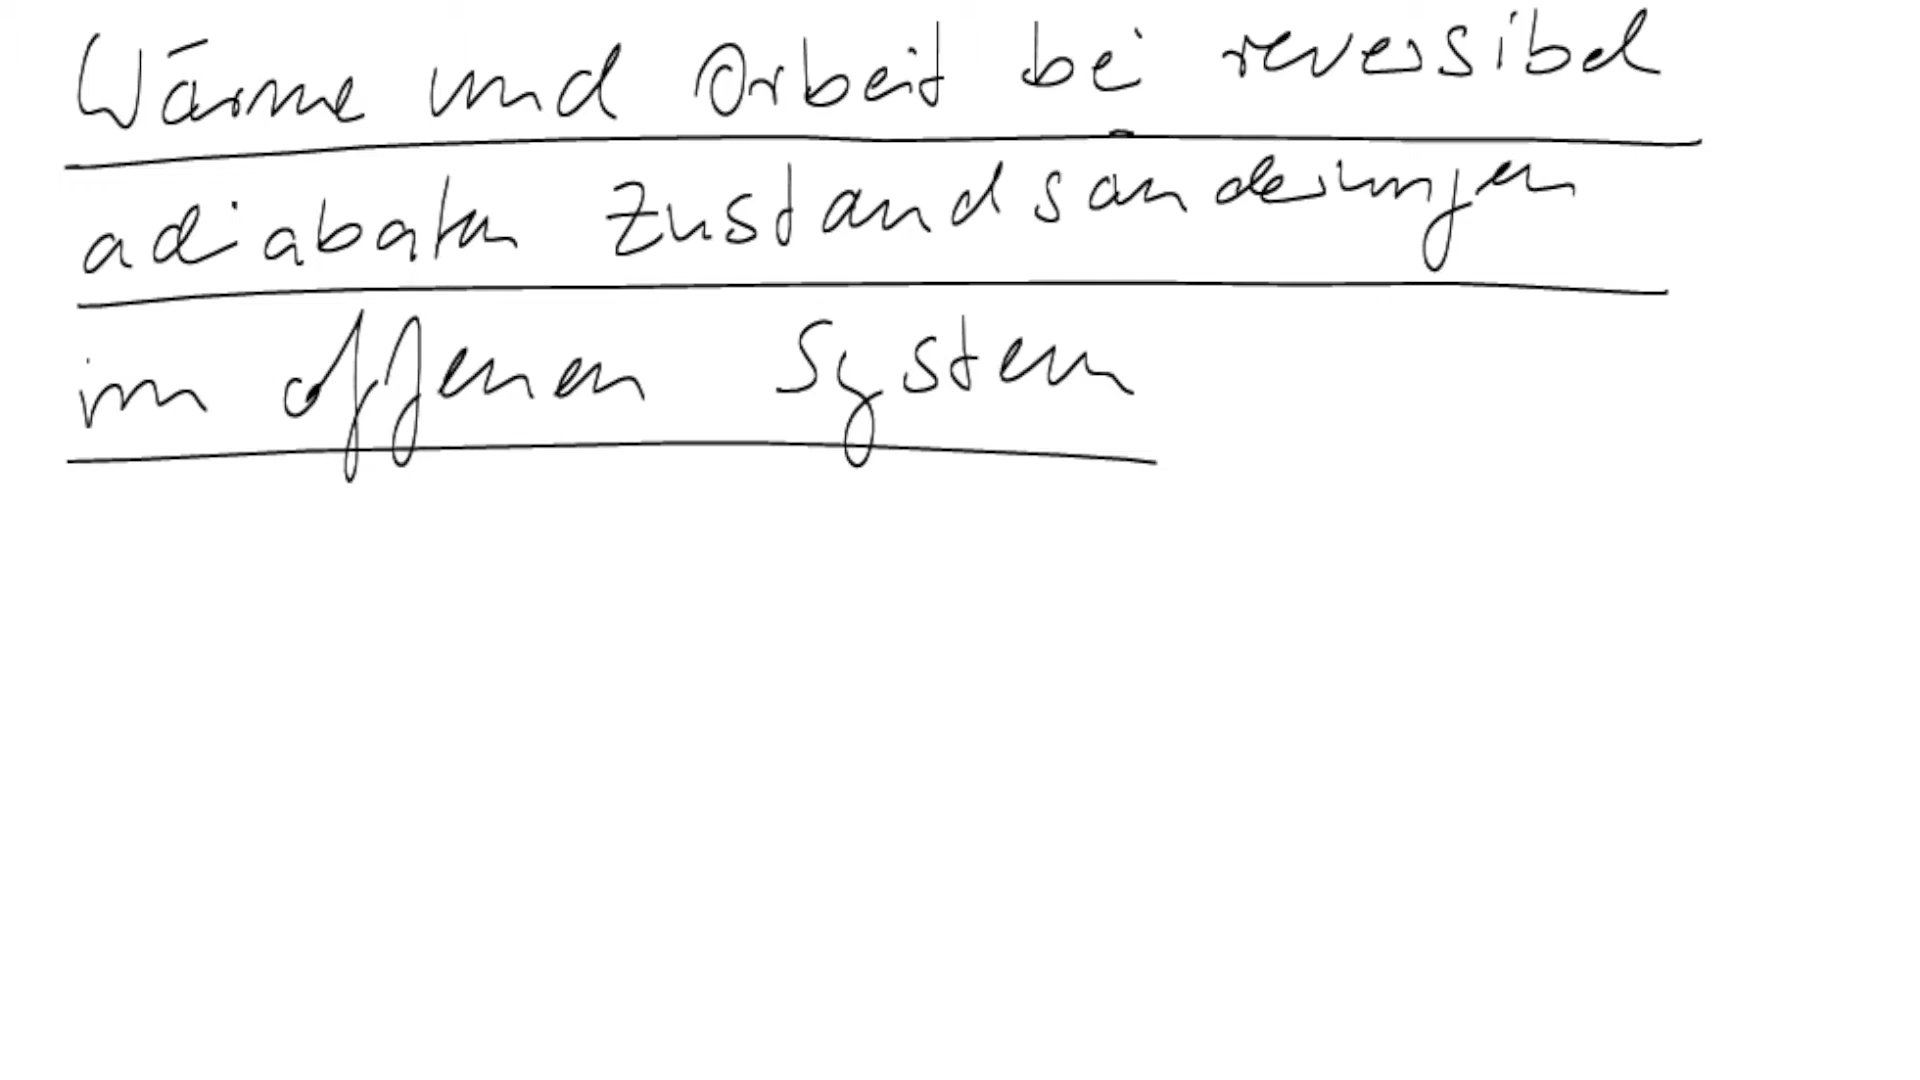 Wärme und Arbeit bei reversibel
adiabaten Zustandsänderungen
im offenen System